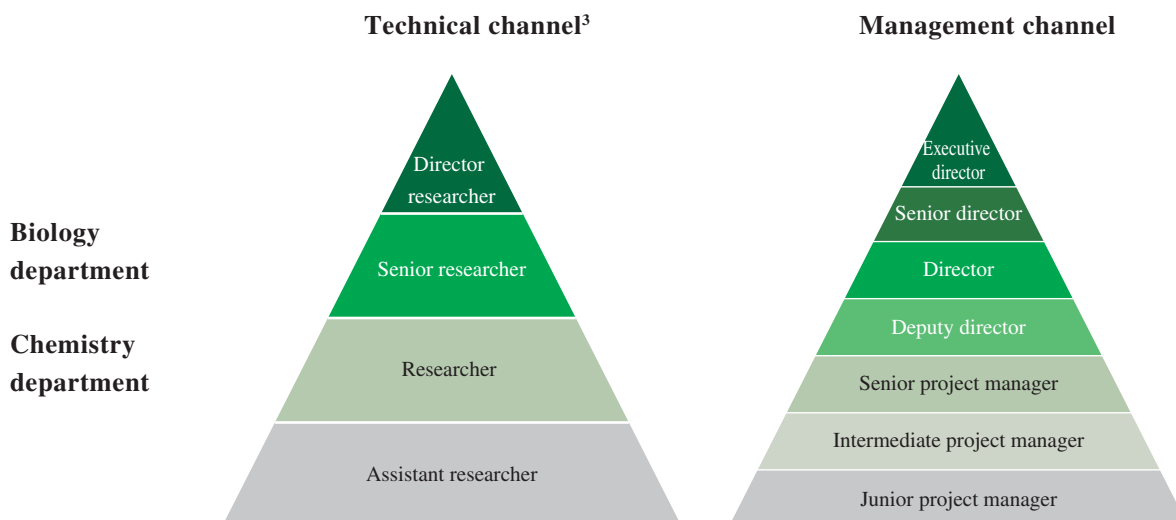 Technical channel³
Management channel
Biology
department
Chemistry
department
Director
researcher
Senior researcher
Researcher
Assistant researcher
Executive
director
Senior director
Director
Deputy director
Senior project manager
Intermediate project manager
Junior project manager